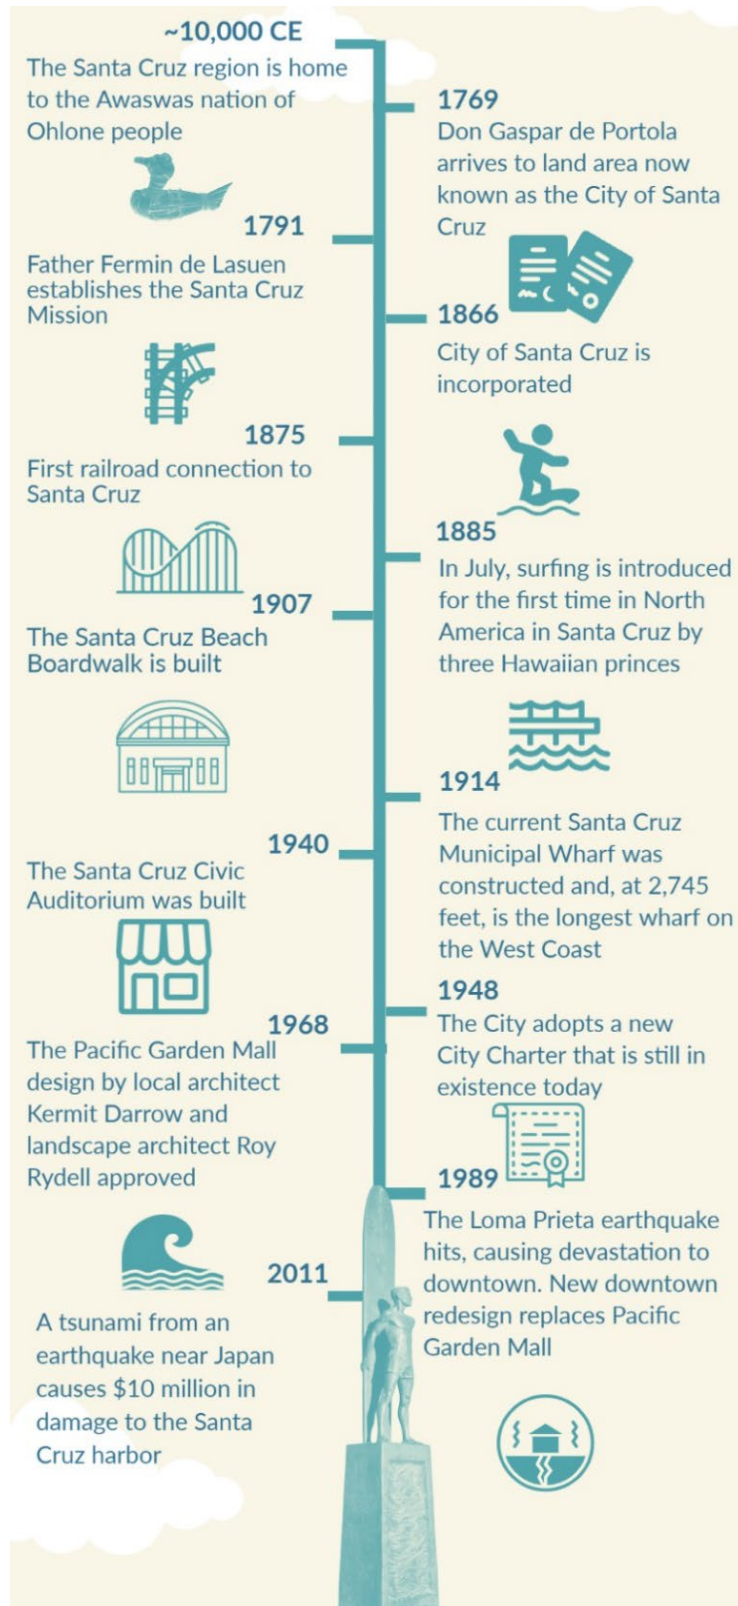 ~10,000 CE
The Santa Cruz region is home
to the Awaswas nation of
Ohlone people
1769
Don Gaspar de Portola
arrives to land area now
known as the City of Santa
Cruz
1791
Father Fermin de Lasuen
establishes the Santa Cruz
Mission
1866
City of Santa Cruz is
incorporated
1875
First railroad connection to
Santa Cruz
1885
In July, surfing is introduced
for the first time in North
America in Santa Cruz by
three Hawaiian princes
1907
The Santa Cruz Beach
Boardwalk is built
1914
The current Santa Cruz
Municipal Wharf was
constructed and, at 2,745
feet, is the longest wharf on
the West Coast
1940
The Santa Cruz Civic
Auditorium was built
1948
The City adopts a new
City Charter that is still in
existence today
1968
The Pacific Garden Mall
design by local architect
Kermit Darrow and
landscape architect Roy
Rydell approved
1989
The Loma Prieta earthquake
hits, causing devastation to
downtown. New downtown
redesign replaces Pacific
Garden Mall
2011
A tsunami from an
earthquake near Japan
causes $10 million in
damage to the Santa
Cruz harbor